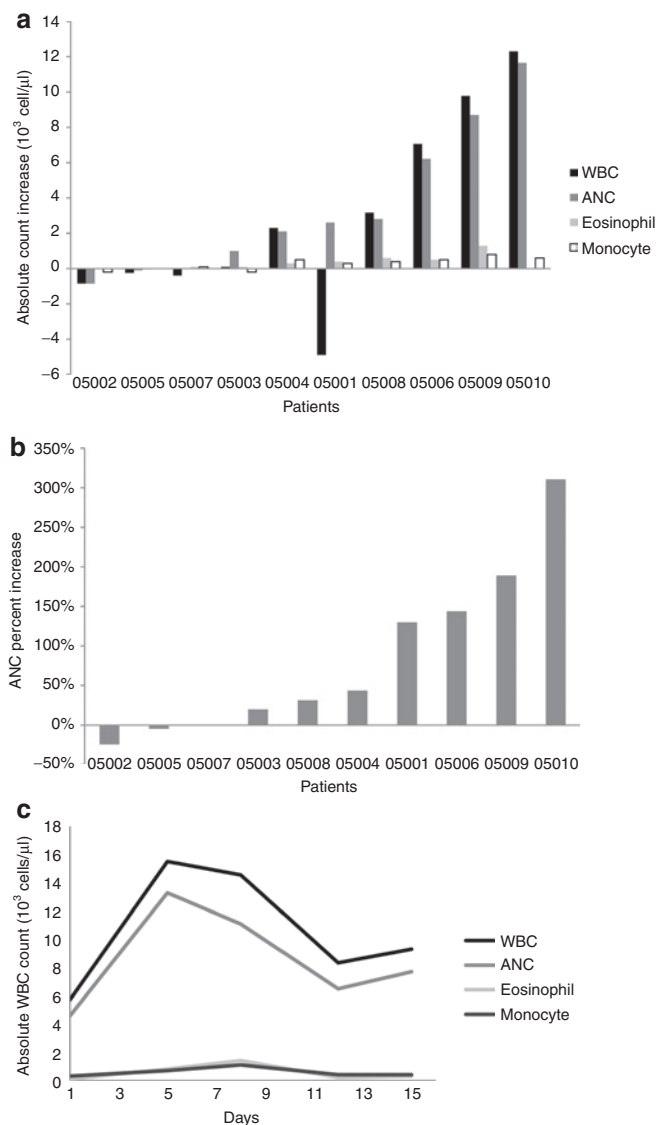 a
Absolute count increase (10³ cell/µl)
14
12
10
8
6
4
2
0
−2
−4
−6
05002 05005 05007 05003 05004 05001 05008 05006 05009 05010
Patients
WBC
ANC
Eosinophil
Monocyte
b
ANC percent increase
350%
300%
250%
200%
150%
100%
50%
0%
−50%
05002 05005 05007 05003 05008 05004 05001 05006 05009 05010
Patients
c
Absolute WBC count (10³ cells/µl)
18
16
14
12
10
8
6
4
2
0
1 3 5 7 9 11 13 15
Days
WBC
ANC
Eosinophil
Monocyte